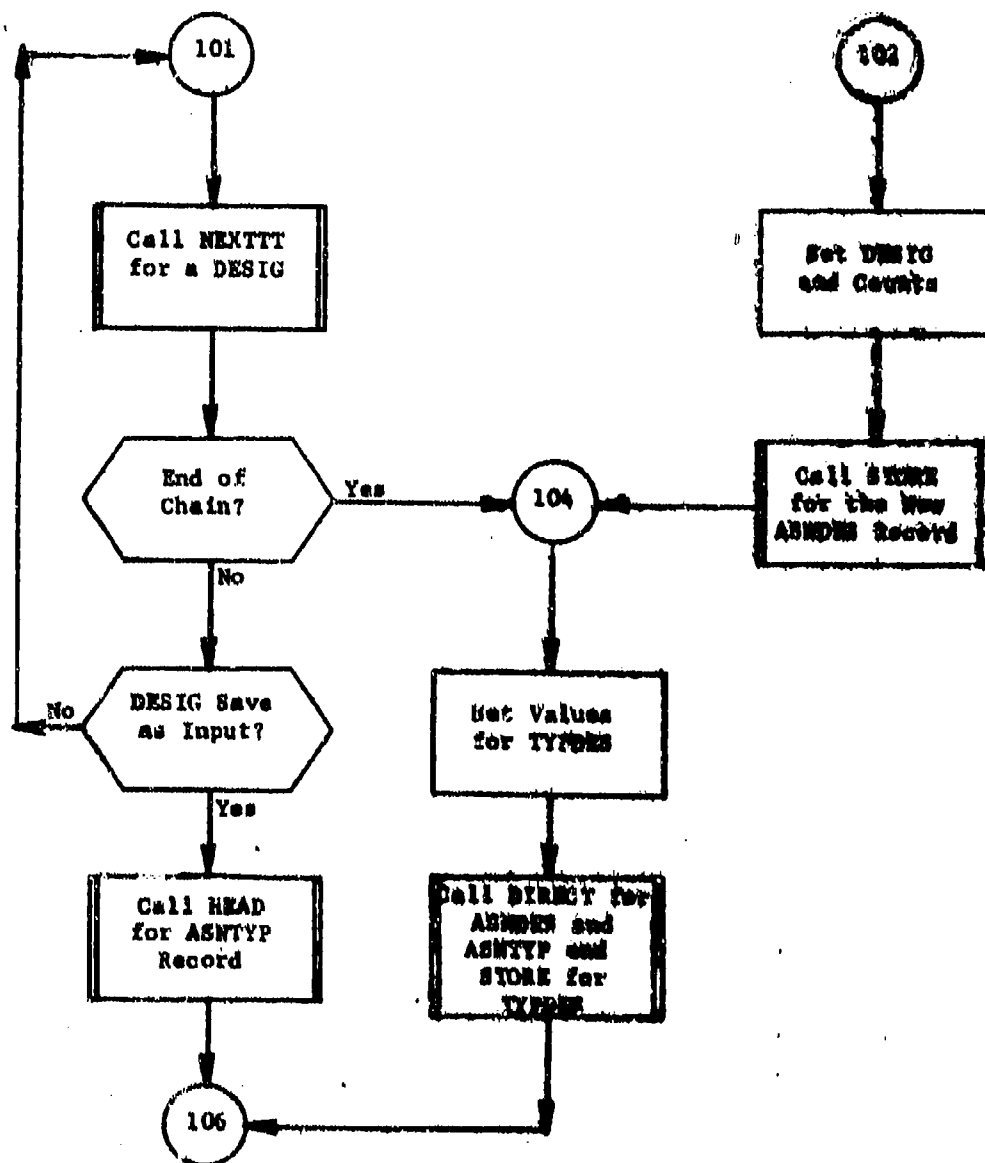 101
102
Call NEXTTT
for a DESIG
Set DESIG
and Counts
End of
Chain?
Yes
104
Call STORE
for the New
ASNDES Record
No
DESIG Save
as Input?
No
Set Values
for TYPDES
Yes
Call HEAD
for ASNTYP
Record
Call DIRECT for
ASNDES and
ASNTYP and
STORE for
TYPDES
106